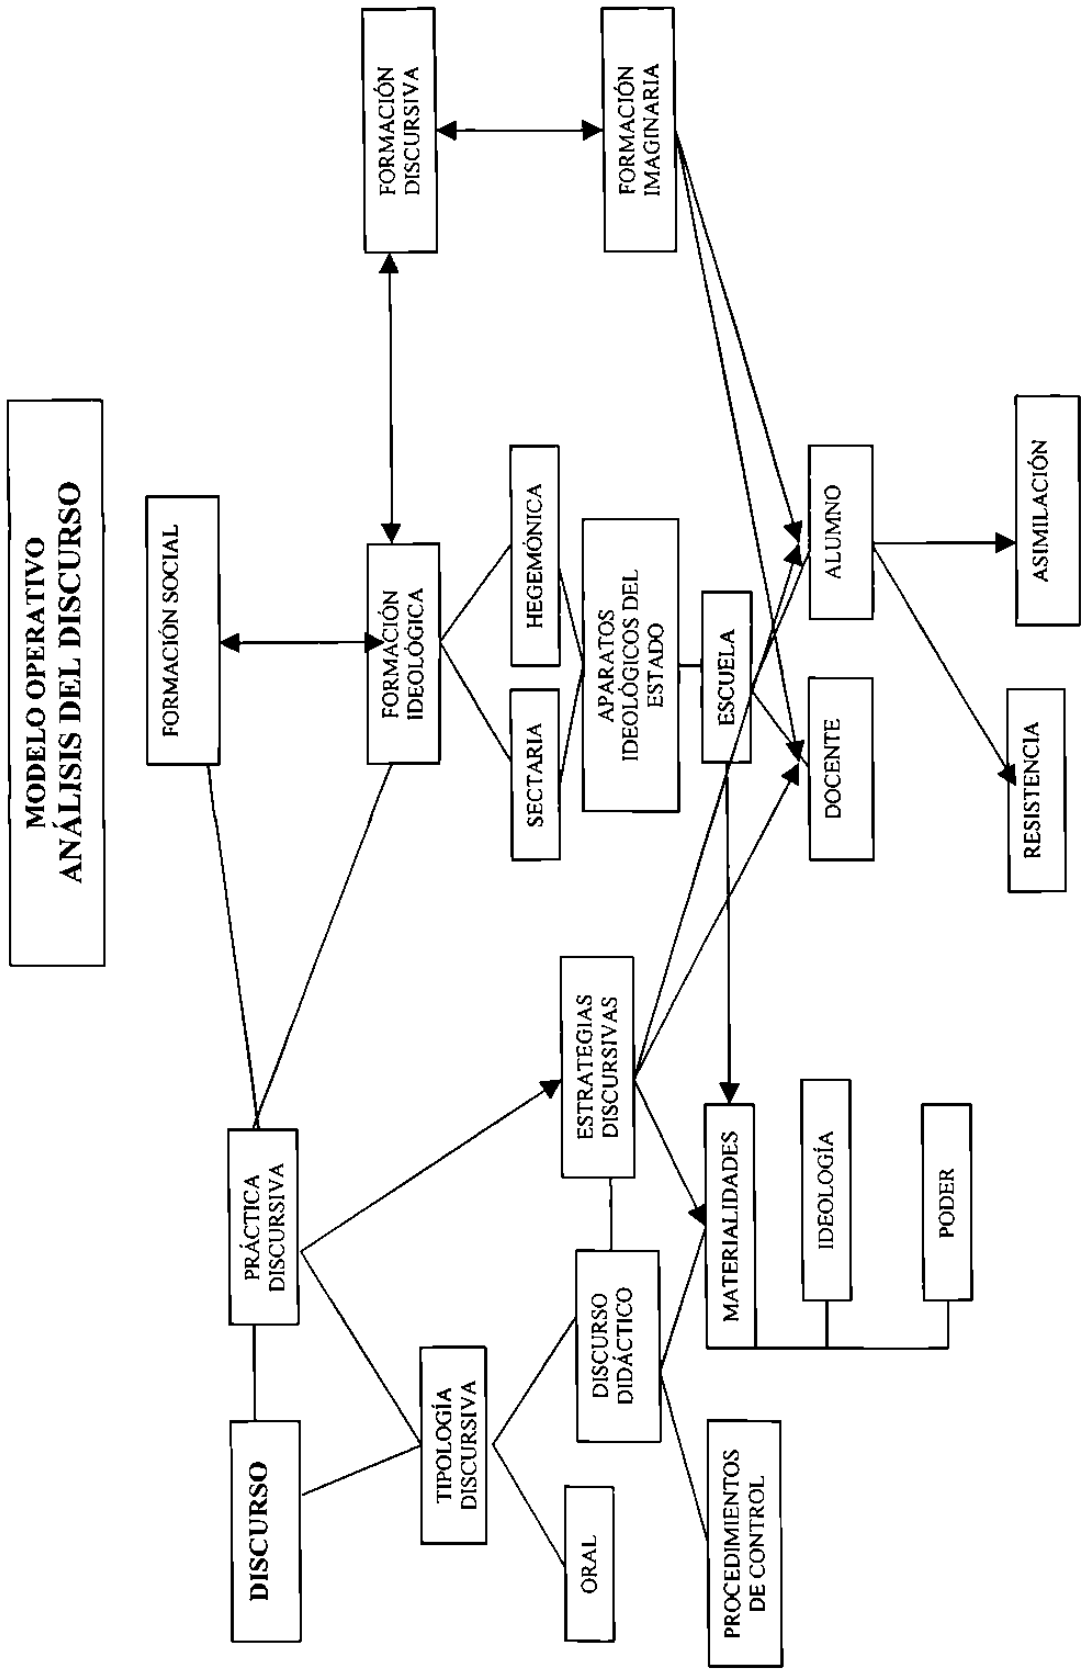 MODELO OPERATIVO
ANÁLISIS DEL DISCURSO
FORMACIÓN SOCIAL
DISCURSO
PRÁCTICA
DISCURSIVA
FORMACIÓN
IDEOLÓGICA
FORMACIÓN
DISCURSIVA
TIPOLOGÍA
DISCURSIVA
SECTARIA
HEGEMÓNICA
ORAL
DISCURSO
DIDÁCTICO
ESTRATEGIAS
DISCURSIVAS
APARATOS
IDEOLÓGICOS DEL
ESTADO
FORMACIÓN
IMAGINARIA
PROCEDIMIENTOS
DE CONTROL
MATERIALIDADES
ESCUELA
IDEOLOGÍA
DOCENTE
ALUMNO
PODER
RESISTENCIA
ASIMILACIÓN